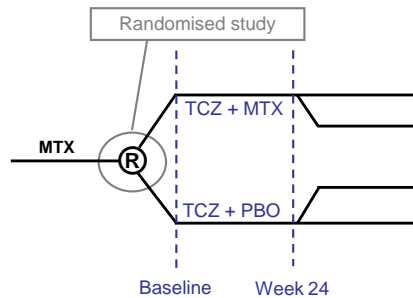 Randomised study
TCZ + MTX
MTX
R
TCZ + PBO
Baseline
Week 24